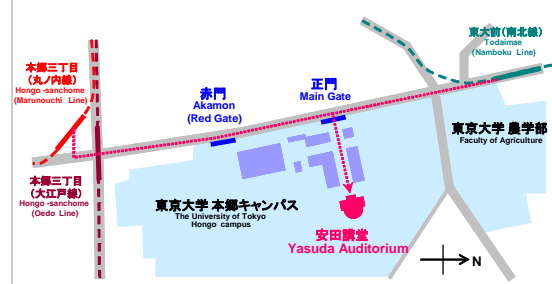 本郷三丁目
(丸ノ内線)
Hongo -sanchome
(Marunouchi Line)
赤門
Akamon
(Red Gate)
正門
Main Gate
東大前(南北線)
Todaimae
(Namboku Line)
東京大学 農学部
Faculty of Agriculture
本郷三丁目
(大江戸線)
Hongo -sanchome
(Oedo Line)
東京大学 本郷キャンパス
The University of Tokyo
Hongo campus
安田講堂
Yasuda Auditorium
N